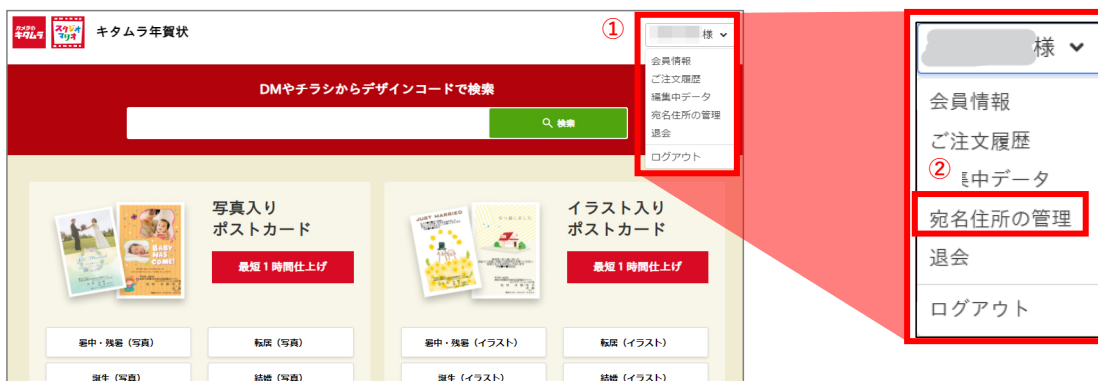 カメラの
キタムラ
スタジオ
マリオ
キタムラ年賀状
①
様
会員情報
ご注文履歴
編集中データ
宛名住所の管理
退会
ログアウト
DMやチラシからデザインコードで検索
検索
写真入り
ポストカード
最短1時間仕上げ
暑中・残暑（写真）
転居（写真）
誕生（写真）
結婚（写真）
JUST MARRIED
BABY
WAS
COME!
イラスト入り
ポストカード
最短1時間仕上げ
暑中・残暑（イラスト）
転居（イラスト）
誕生（イラスト）
結婚（イラスト）
様
会員情報
ご注文履歴
②
集中データ
宛名住所の管理
退会
ログアウト